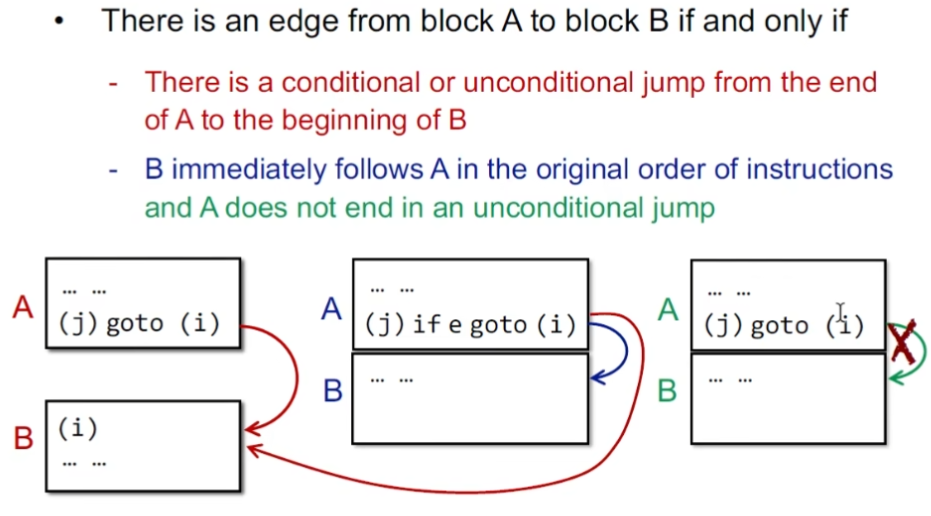 • There is an edge from block A to block B if and only if
- There is a conditional or unconditional jump from the end
of A to the beginning of B
- B immediately follows A in the original order of instructions
and A does not end in an unconditional jump
A
... ...
(j) goto (i)
B
(i)
... ...
A
... ...
(j) if e goto (i)
B
... ...
A
... ...
(j) goto (i)
B
... ...
X